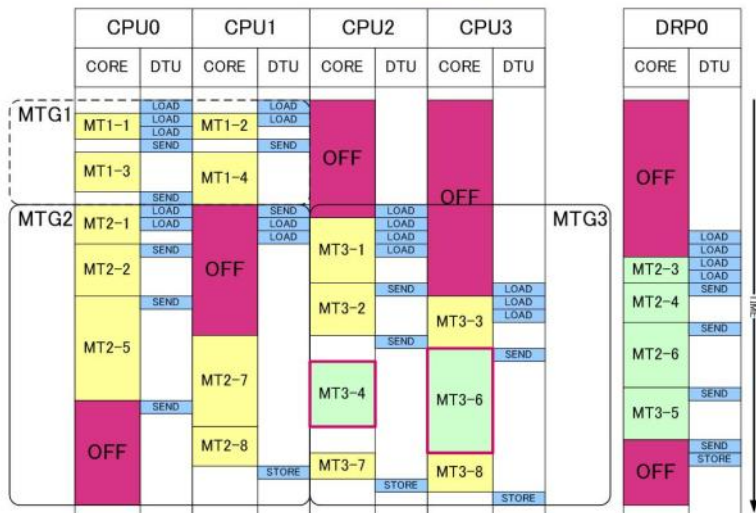 CPU0 CPU1 CPU2 CPU3 DRP0
CORE DTU CORE DTU CORE DTU CORE DTU CORE DTU
LOAD LOAD
MTG1 MT1-1 LOAD MT1-2 LOAD
LOAD
SEND SEND
MT1-3 MT1-4 OFF OFF OFF
SEND
MTG2 MT2-1 LOAD SEND LOAD MTG3
LOAD LOAD LOAD
LOAD LOAD LOAD
SEND OFF MT3-1 LOAD LOAD
MT2-2 MT2-3 LOAD
LOAD
MT3-2 SEND LOAD SEND
SEND LOAD MT2-4
LOAD
MT3-3 SEND
MT2-5 SEND SEND MT2-6
MT2-7 MT3-4 MT3-6
SEND SEND
MT3-5
OFF MT2-8 SEND
MT3-7 MT3-8 STORE
STORE OFF
STORE
STORE
TIME